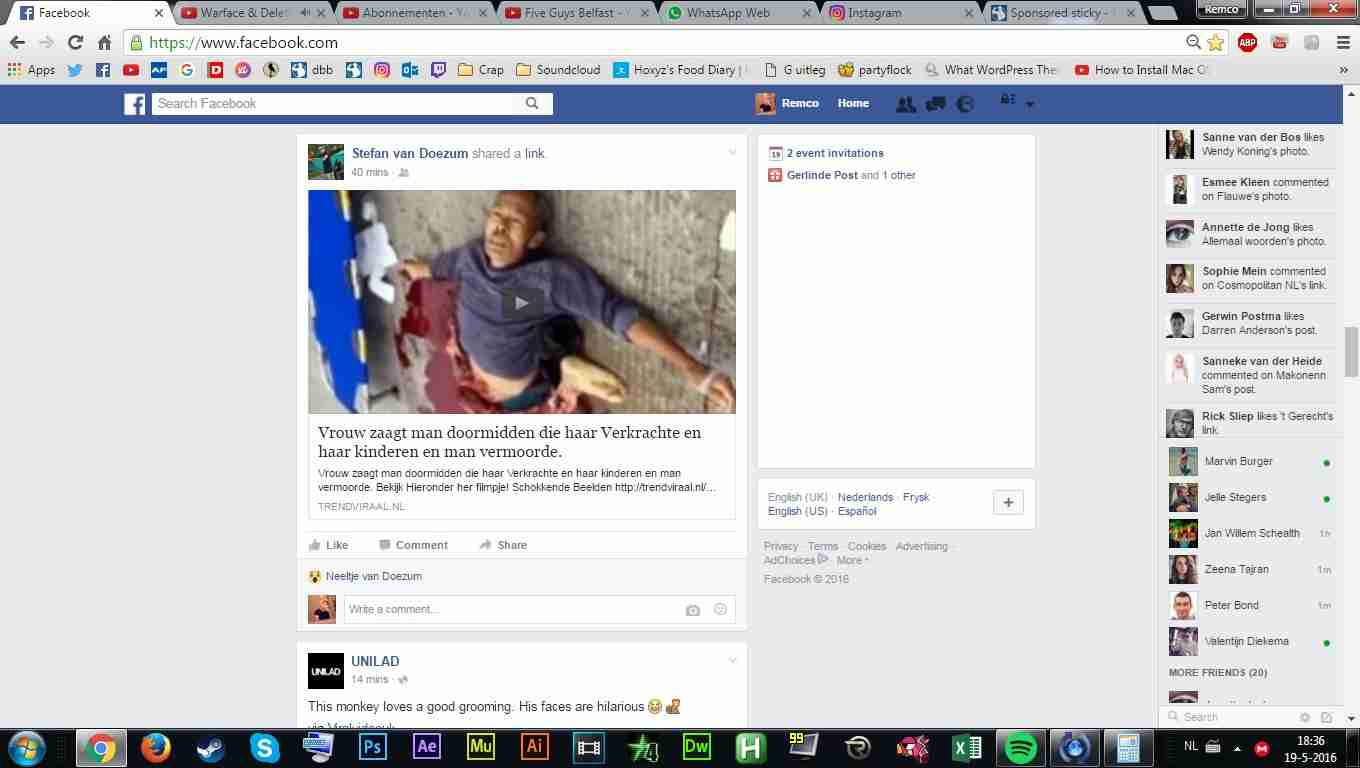 Facebook
Warface & Delet
Abonnementen - Y
Five Guys Belfast - Y
WhatsApp Web
Instagram
Sponsored sticky -
Remco
https://www.facebook.com
ABP
Apps
dbb
Crap
Soundcloud
Hoxyz's Food Diary |
G uitleg
partyflock
What WordPress The
How to Install Mac O
»
Search Facebook
Remco
Home
Stefan van Doezum shared a link.
40 mins ·
Vrouw zaagt man doormidden die haar Verkrachte en
haar kinderen en man vermoorde.
Vrouw zaagt man doormidden die haar Verkrachte en haar kinderen en man
vermoorde. Bekijk Hieronder her filmpje! Schokkende Beelden http://trendviraal.nl/...
TRENDVIRAAL.NL
Like
Comment
Share
Neeltje van Doezum
Write a comment...
UNILAD
UNILAD
14 mins ·
This monkey loves a good grooming. His faces are hilarious
19
2 event invitations
Gerlinde Post and 1 other
English (UK) · Nederlands · Frysk ·
English (US) · Español
+
Privacy · Terms · Cookies · Advertising ·
AdChoices · More
Facebook © 2016
Sanne van der Bos likes
Wendy Koning's photo.
Esmee Kleen commented
on Flauwe's photo.
Annette de Jong likes
Allemaal woorden's photo.
Sophie Mein commented
on Cosmopolitan NL's link.
Gerwin Postma likes
Darren Anderson's post.
Sanneke van der Heide
commented on Makonenn
Sam's post.
Rick Sliep likes 't Gerecht's
link.
Marvin Burger
Jelle Stegers
Jan Willem Schealth 1h
Zeena Tajran 1m
Peter Bond 1m
Valentijn Diekema
MORE FRIENDS (20)
Search
Ps
Ae
Mu
Ai
Dw
H
99
NL
18:36
19-5-2016